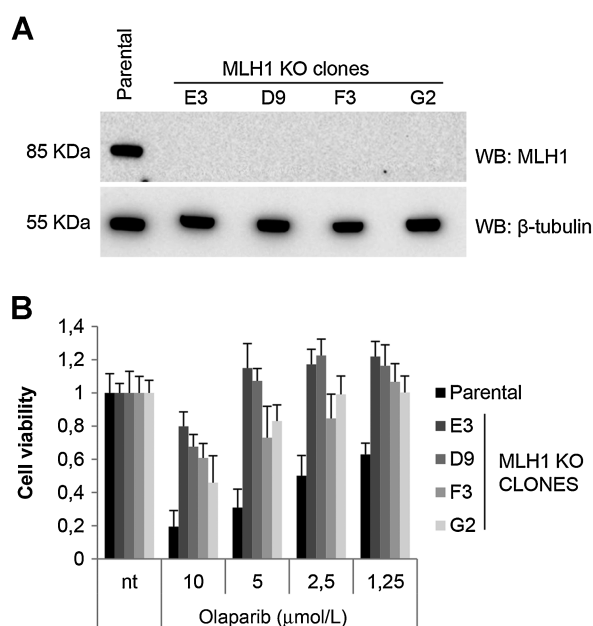 A
Parental
MLH1 KO clones
E3 D9 F3 G2
85 KDa
WB: MLH1
55 KDa
WB: β-tubulin
B
Cell viability
1,4
1,2
1
0,8
0,6
0,4
0,2
0
nt 10 5 2,5 1,25
Olaparib (μmol/L)
Parental
E3
D9
F3
G2
MLH1 KO
CLONES